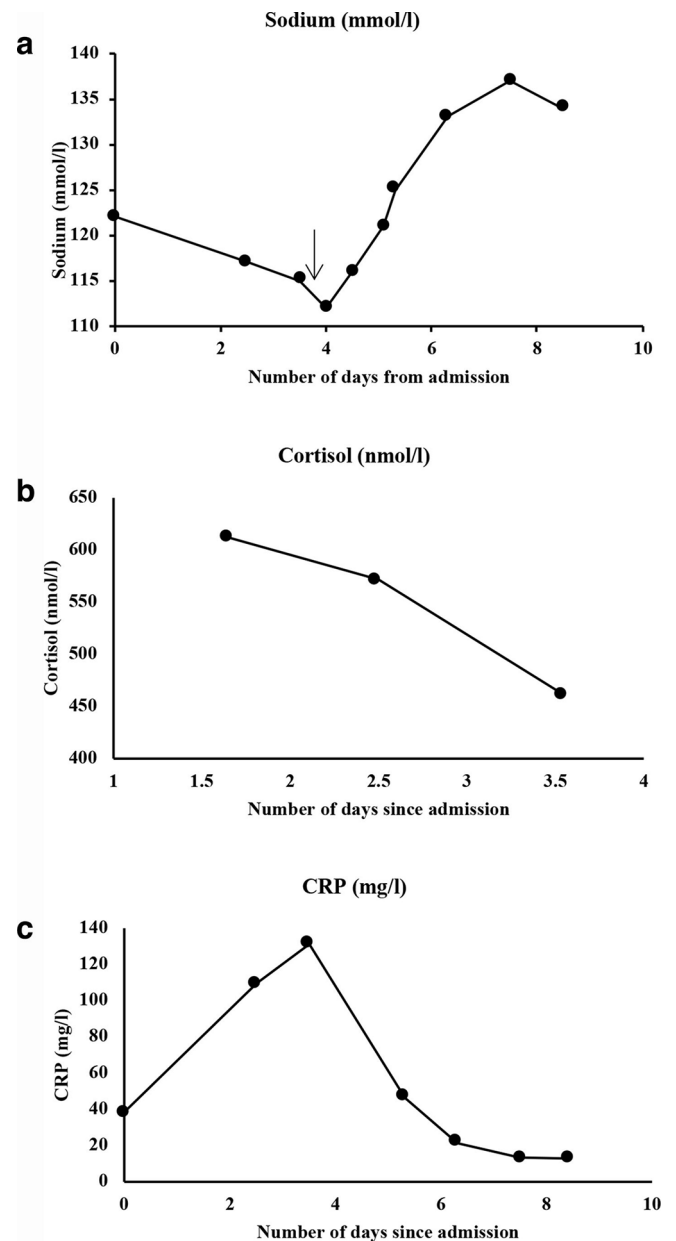 Sodium (mmol/l)
a
140
135
130
125
120
115
110
Sodium (mmol/l)
0 2 4 6 8 10
Number of days from admission
Cortisol (nmol/l)
b
650
600
550
500
450
400
Cortisol (nmol/l)
1 1.5 2 2.5 3 3.5 4
Number of days since admission
CRP (mg/l)
c
140
120
100
80
60
40
20
0
CRP (mg/l)
0 2 4 6 8 10
Number of days since admission